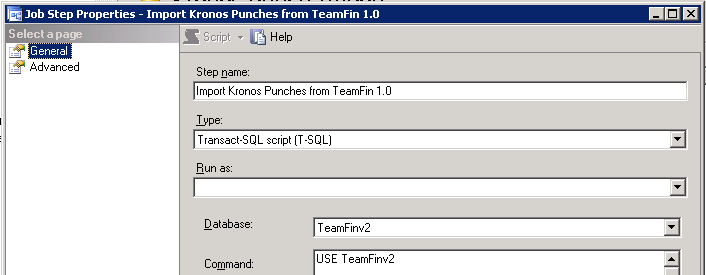 Job Step Properties - Import Kronos Punches from TeamFin 1.0
Select a page
General
Advanced
Script
Help
Step name:
Import Kronos Punches from TeamFin 1.0
Type:
Transact-SQL script (T-SQL)
Run as:
Database:
TeamFinv2
Command:
USE TeamFinv2